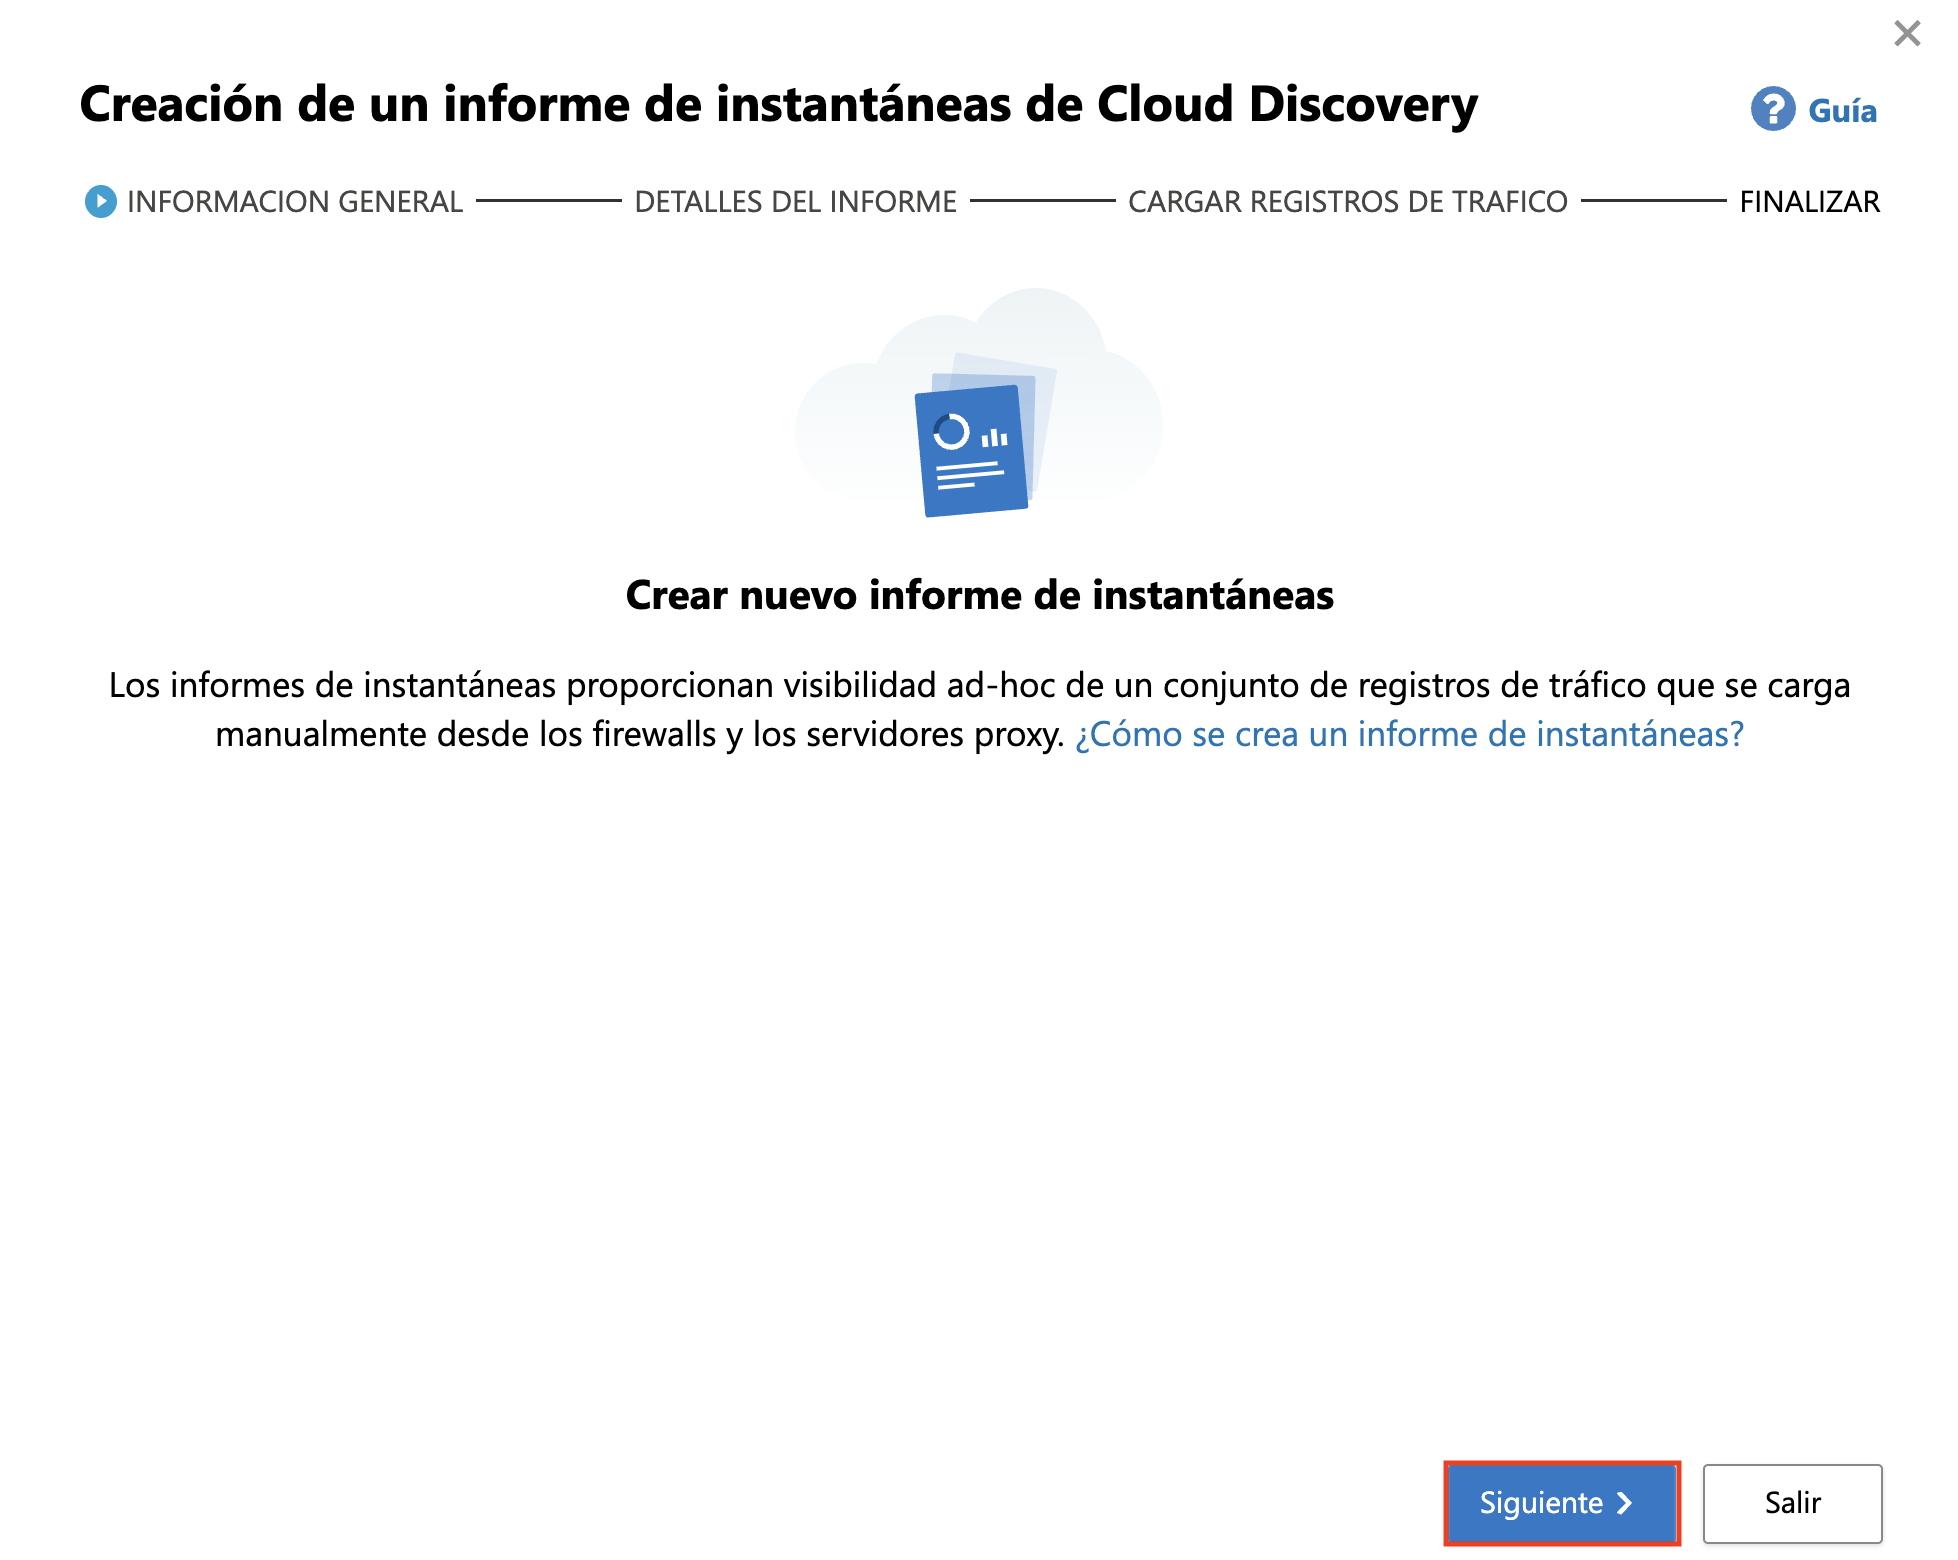 Creación de un informe de instantáneas de Cloud Discovery
? Guía
INFORMACION GENERAL DETALLES DEL INFORME CARGAR REGISTROS DE TRAFICO FINALIZAR
Crear nuevo informe de instantáneas
Los informes de instantáneas proporcionan visibilidad ad-hoc de un conjunto de registros de tráfico que se carga
manualmente desde los firewalls y los servidores proxy. ¿Cómo se crea un informe de instantáneas?
Siguiente Salir